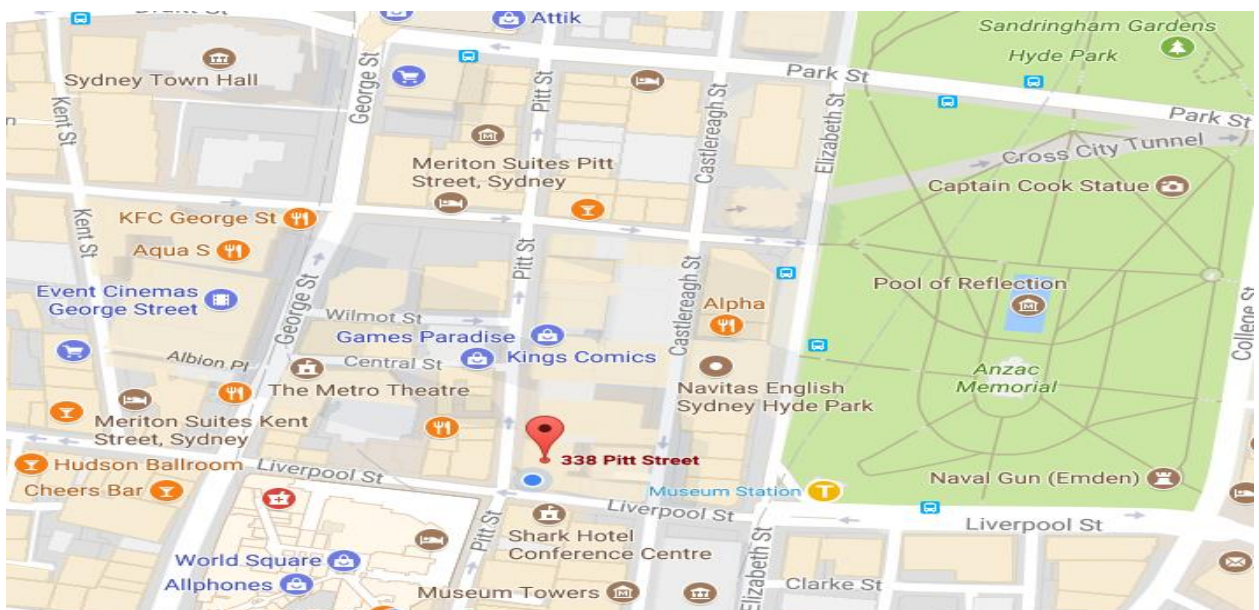 Druitt St
Attik
Sandringham Gardens
Hyde Park
Sydney Town Hall
Kent St
George St
Pitt St
Park St
Park St
Castlereagh St
Elizabeth St
Cross City Tunnel
Meriton Suites Pitt
Street, Sydney
Captain Cook Statue
KFC George St
Aqua S
Kent St
Pitt St
George St
Castlereagh St
Event Cinemas
George Street
Wilmot St
Alpha
Pool of Reflection
College St
Games Paradise
Kings Comics
Albion Pl
Central St
The Metro Theatre
Navitas English
Sydney Hyde Park
Anzac
Memorial
Meriton Suites Kent
Street, Sydney
338 Pitt Street
Hudson Ballroom
Liverpool St
Cheers Bar
Museum Station
Naval Gun (Emden)
Liverpool St
Liverpool St
Pitt St
Shark Hotel
Conference Centre
Elizabeth St
World Square
Allphones
Museum Towers
Clarke St